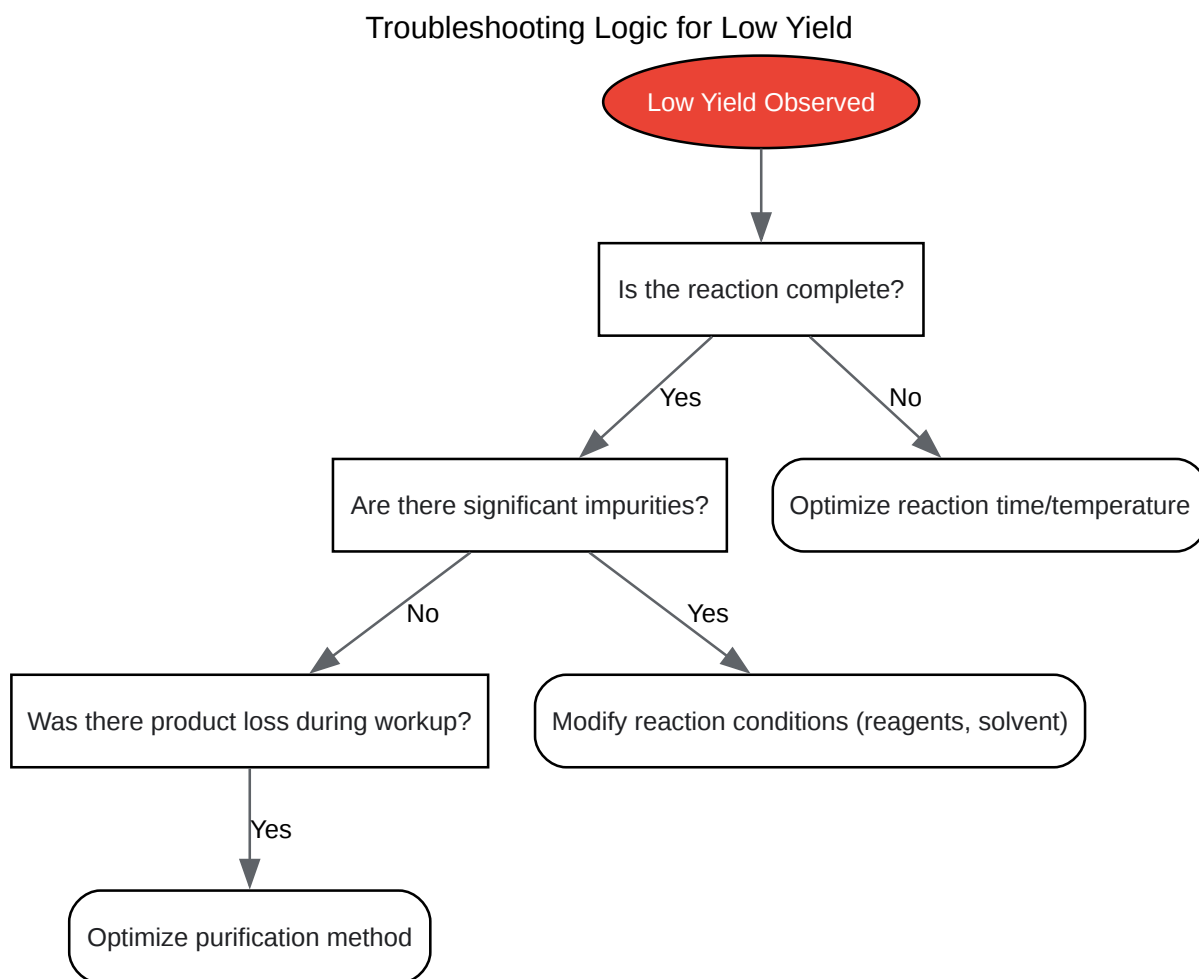 Troubleshooting Logic for Low Yield
Low Yield Observed
Is the reaction complete?
Yes
No
Are there significant impurities?
Optimize reaction time/temperature
No
Yes
Was there product loss during workup?
Modify reaction conditions (reagents, solvent)
Yes
Optimize purification method